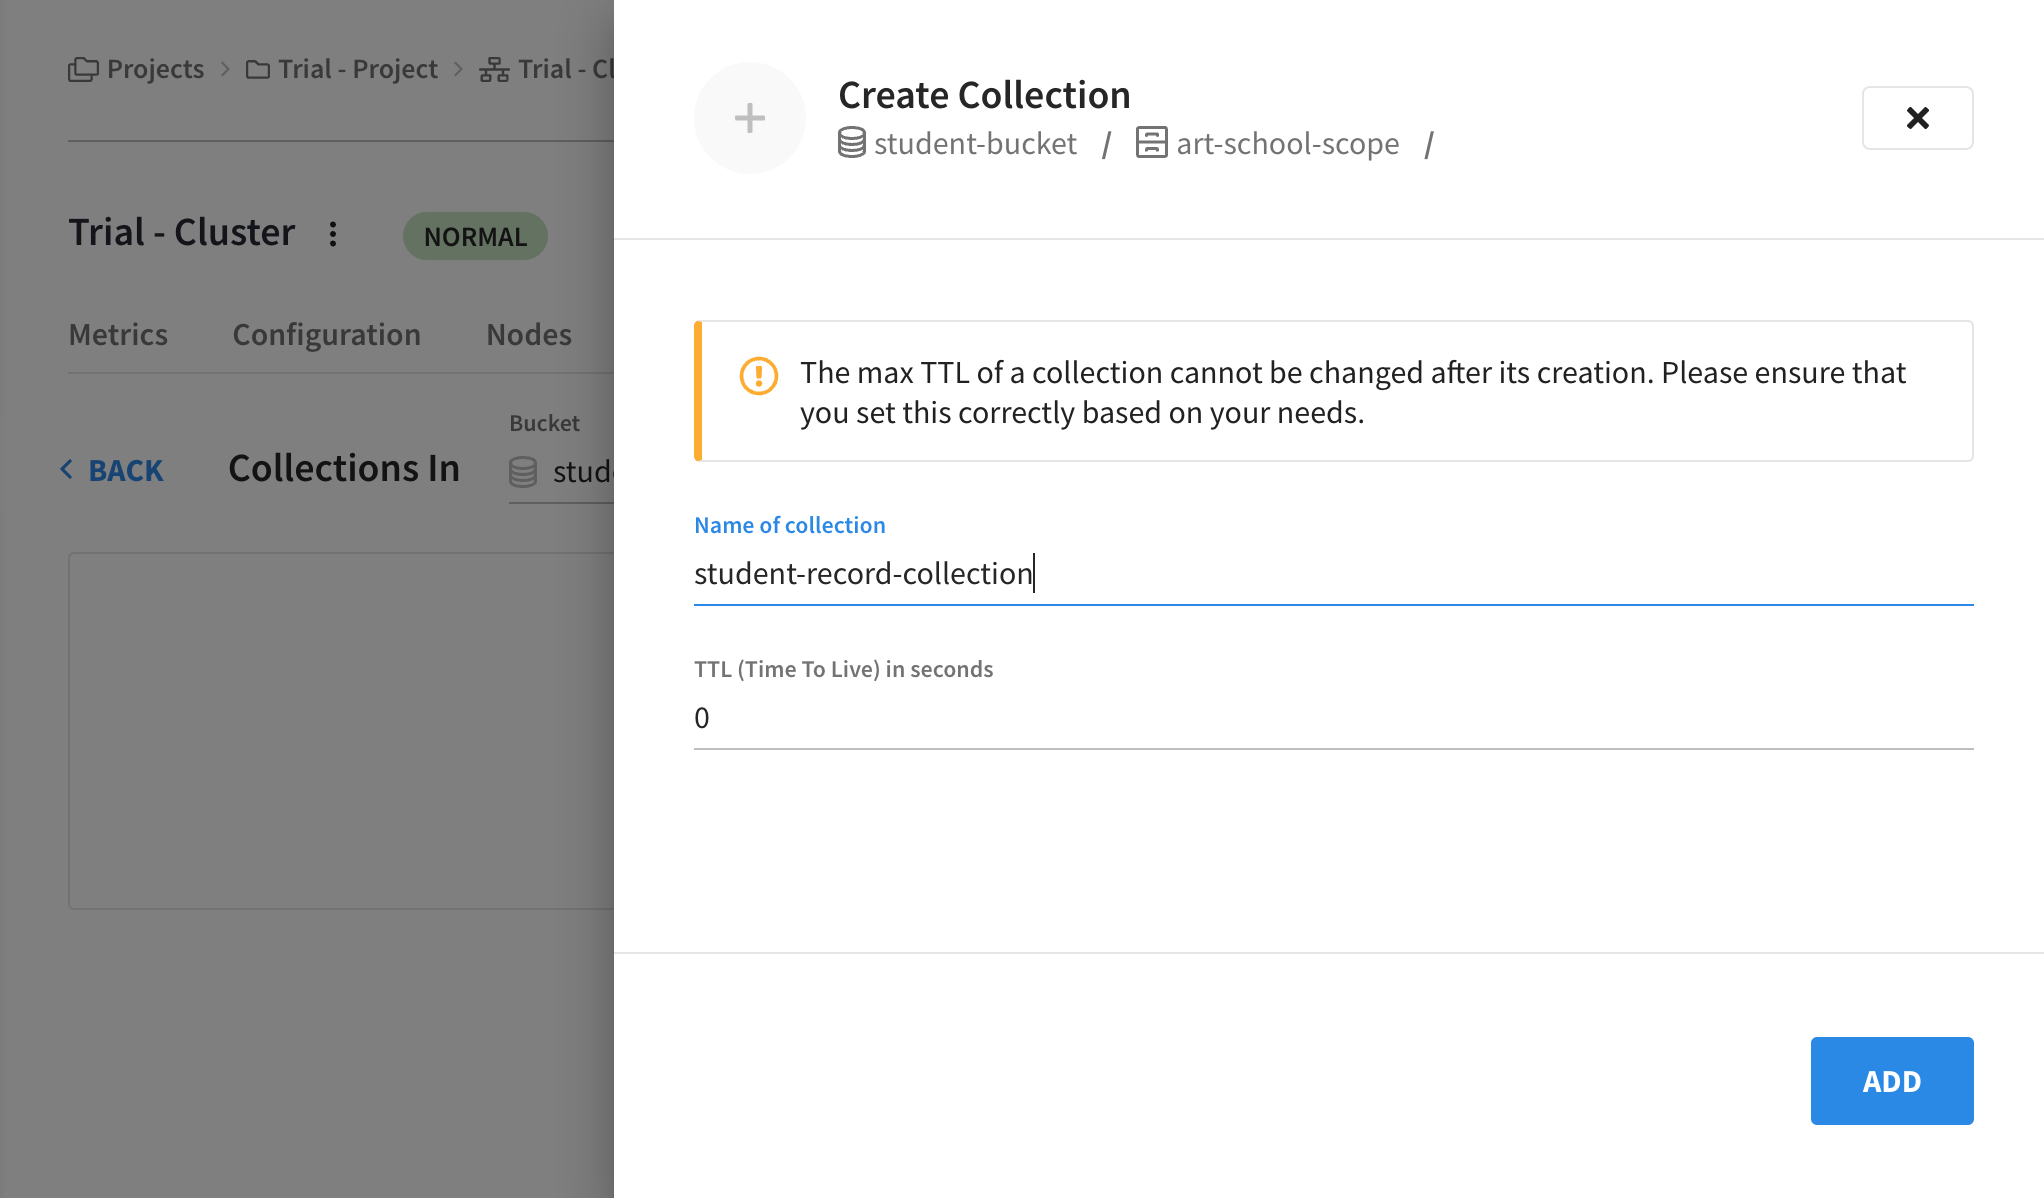 Projects > Trial - Project > Trial - Cl
Trial - Cluster
NORMAL
Metrics Configuration Nodes
Bucket
BACK
Collections In
stud
Create Collection
student-bucket / art-school-scope /
The max TTL of a collection cannot be changed after its creation. Please ensure that
you set this correctly based on your needs.
Name of collection
student-record-collection
TTL (Time To Live) in seconds
0
ADD